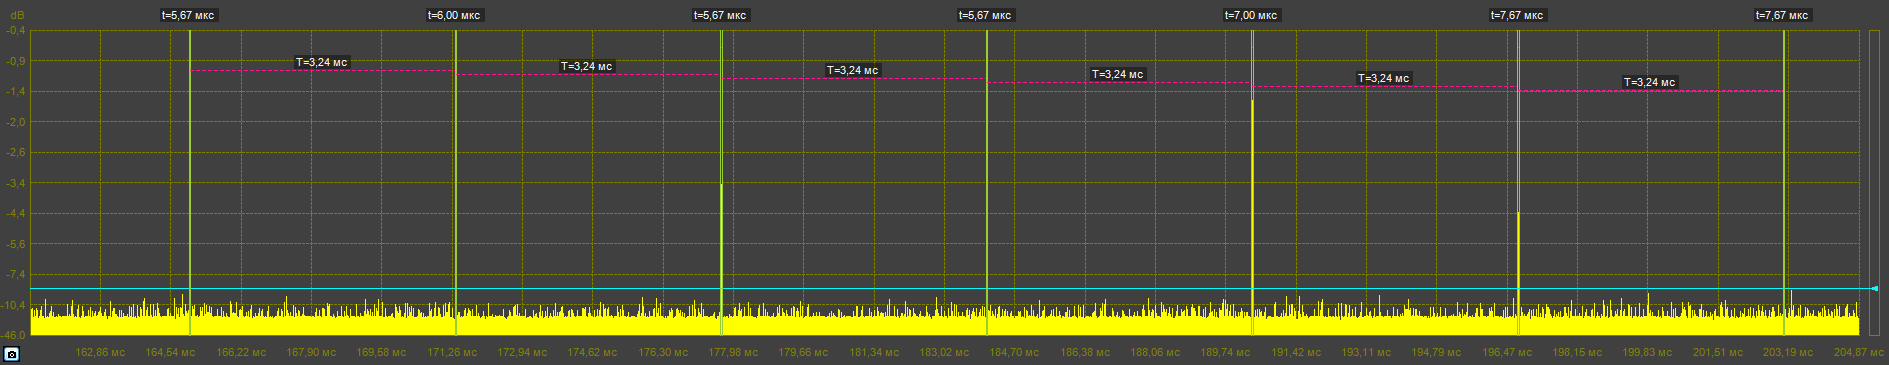 dB
t=5,67 мкс t=6,00 мкс t=5,67 мкс t=5,67 мкс t=7,00 мкс t=7,67 мкс t=7,67 мкс
-0,4
T=3,24 мс T=3,24 мс T=3,24 мс T=3,24 мс T=3,24 мс T=3,24 мс
-0,9
-1,4
-2,0
-2,6
-3,4
-4,4
-5,6
-7,4
-10,4
-46,0
162,86 мс 164,54 мс 166,22 мс 167,90 мс 169,58 мс 171,26 мс 172,94 мс 174,62 мс 176,30 мс 177,98 мс 179,66 мс 181,34 мс 183,02 мс 184,70 мс 186,38 мс 188,06 мс 189,74 мс 191,42 мс 193,11 мс 194,79 мс 196,47 мс 198,15 мс 199,83 мс 201,51 мс 203,19 мс 204,87 мс